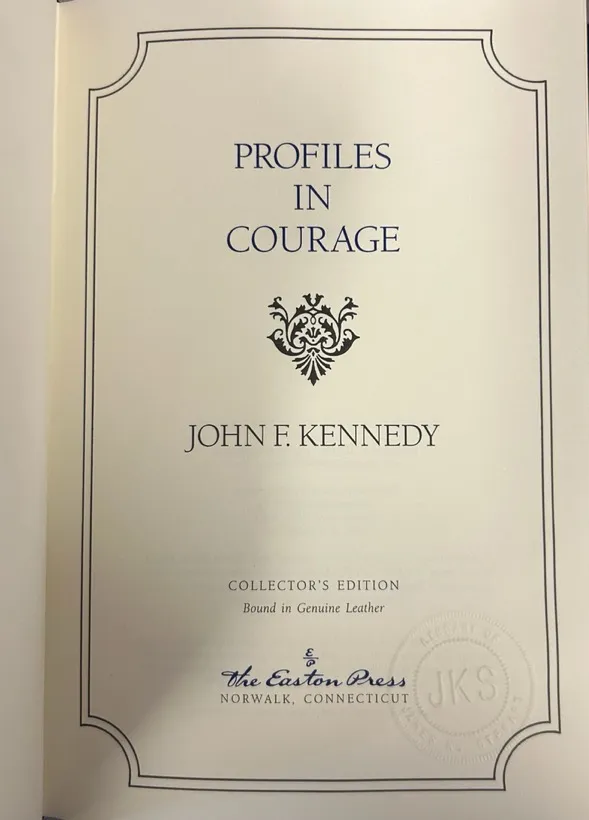 PROFILES
IN
COURAGE
JOHN F. KENNEDY
COLLECTOR'S EDITION
Bound in Genuine Leather
E
P
The Easton Press
NORWALK, CONNECTICUT
JKS